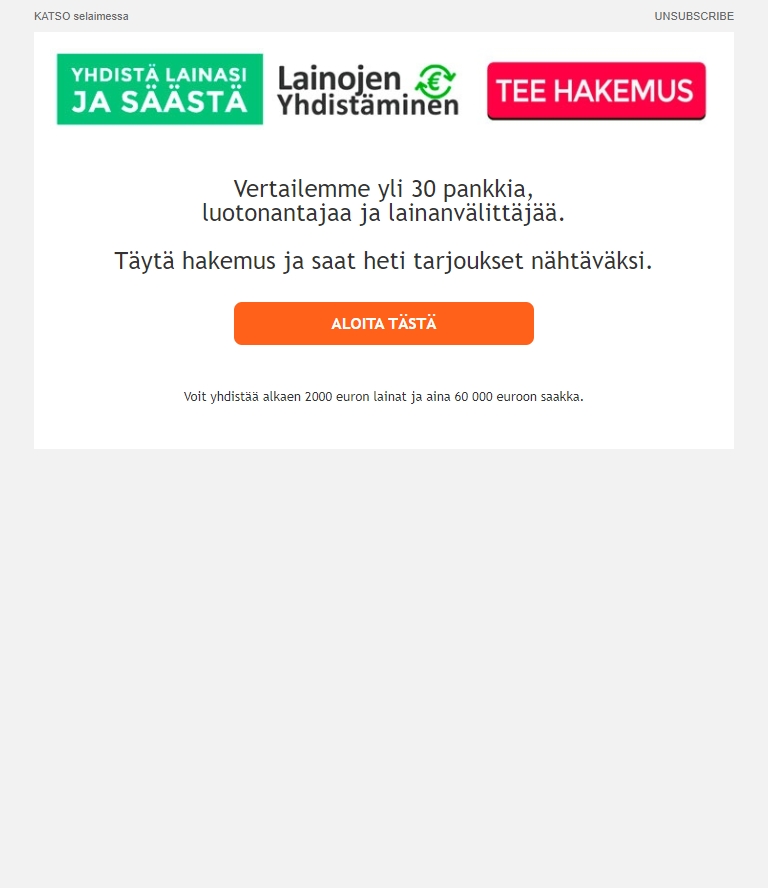 KATSO selaimessa
UNSUBSCRIBE
YHDISTÄ LAINASI
JA SÄÄSTÄ
Lainojen
Yhdistäminen
TEE HAKEMUS
Vertailemme yli 30 pankkia,
luotonantajaa ja lainanvälittäjää.
Täytä hakemus ja saat heti tarjoukset nähtäväksi.
ALOITA TÄSTÄ
Voit yhdistää alkaen 2000 euron lainat ja aina 60 000 euroon saakka.